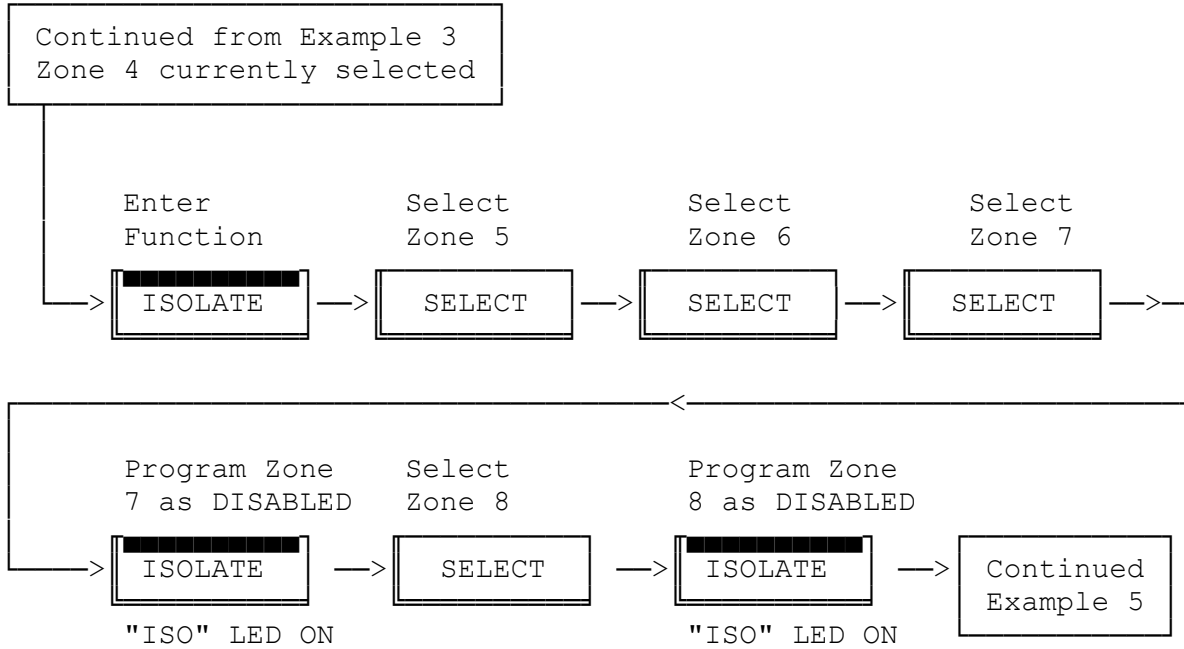 Continued from Example 3
Zone 4 currently selected
Enter
Function
Select
Zone 5
Select
Zone 6
Select
Zone 7
ISOLATE
SELECT
SELECT
SELECT
Program Zone
7 as DISABLED
Select
Zone 8
Program Zone
8 as DISABLED
ISOLATE
SELECT
ISOLATE
Continued
Example 5
"ISO" LED ON
"ISO" LED ON